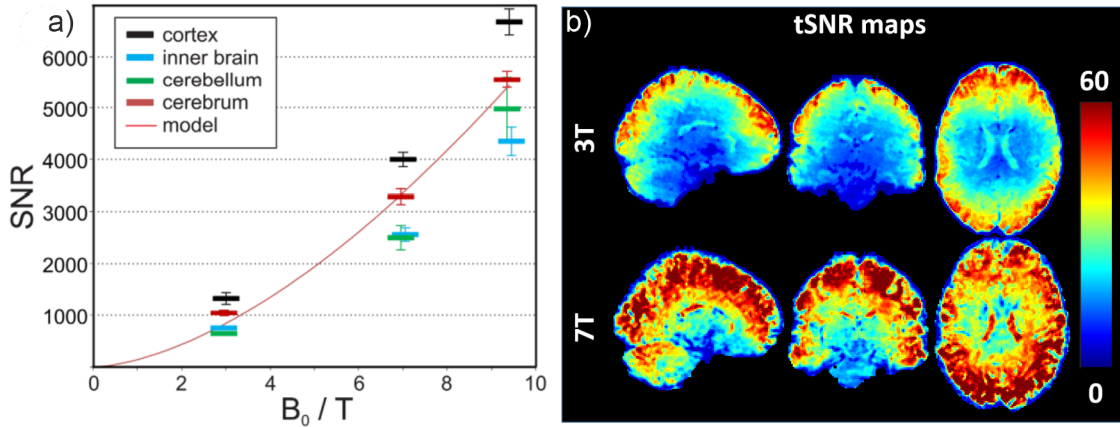 a)
cortex
inner brain
cerebellum
cerebrum
model
6000
5000
4000
3000
2000
1000
SNR
0 2 4 6 8 10
B₀ / T
b)
tSNR maps
3T
7T
60
0